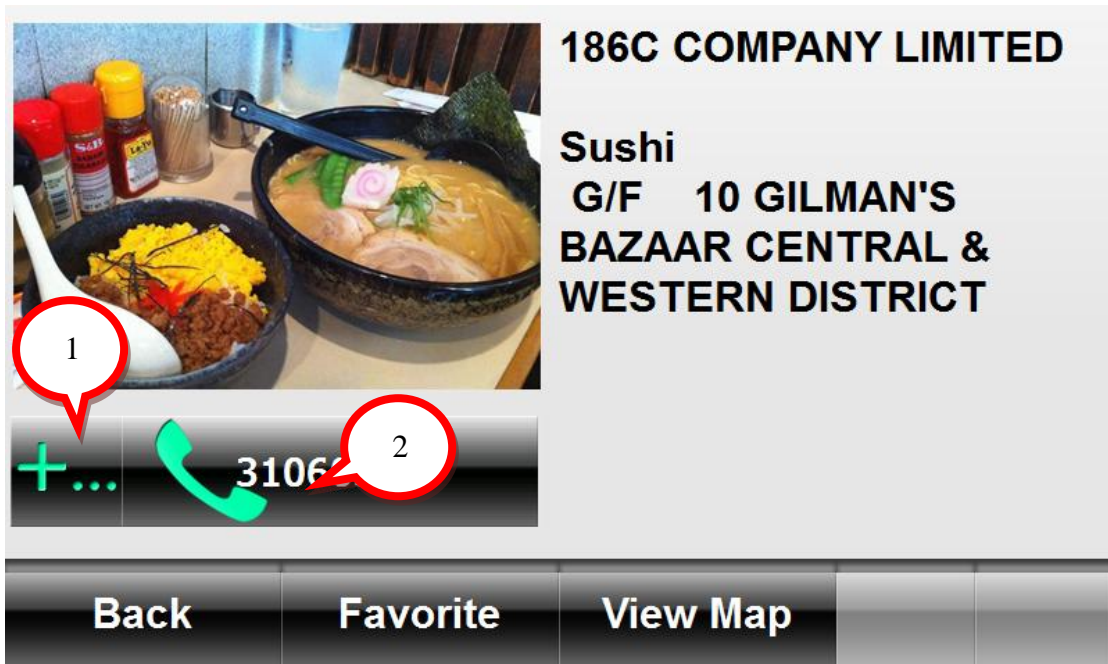 186C COMPANY LIMITED
Sushi
G/F 10 GILMAN'S
BAZAAR CENTRAL &
WESTERN DISTRICT
S&B
1
2
+...
Back Favorite View Map